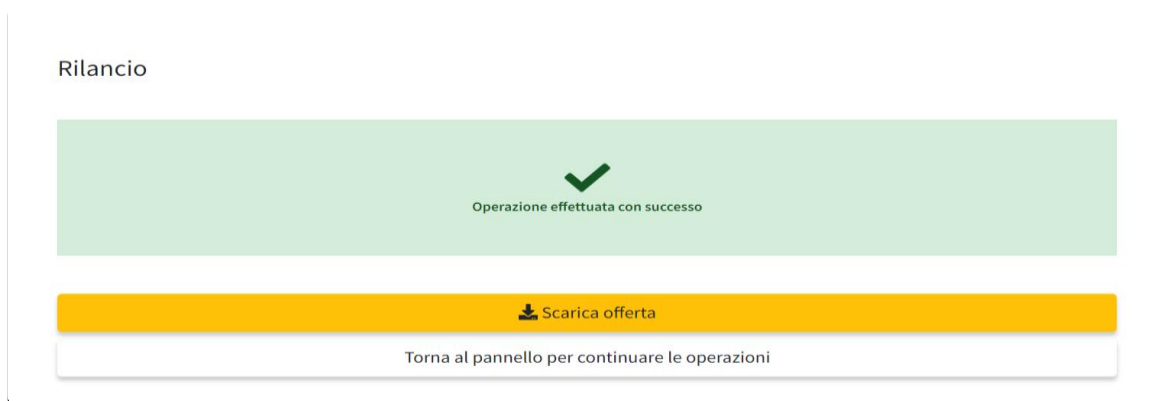 Rilancio
Operazione effettuata con successo
Scarica offerta
Torna al pannello per continuare le operazioni